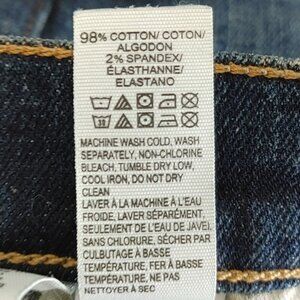 98% COTTON/ COTON/
ALGODON
2% SPANDEX/
ÉLASTHANNE/
ELASTANO
30
MACHINE WASH COLD, WASH
SEPARATELY, NON-CHLORINE
BLEACH, TUMBLE DRY LOW,
COOL IRON, DO NOT DRY
CLEAN
LAVER À LA MACHINE À L'EAU
FROIDE, LAVER SÉPARÉMENT,
SEULEMENT DE L'EAU DE JAVEL
SANS CHLORURE, SÉCHER PAR
CULBUTAGE À BASSE
TEMPÉRATURE, FER À BASSE
TEMPÉRATURE, NE PAS
NETTOYER À SEC